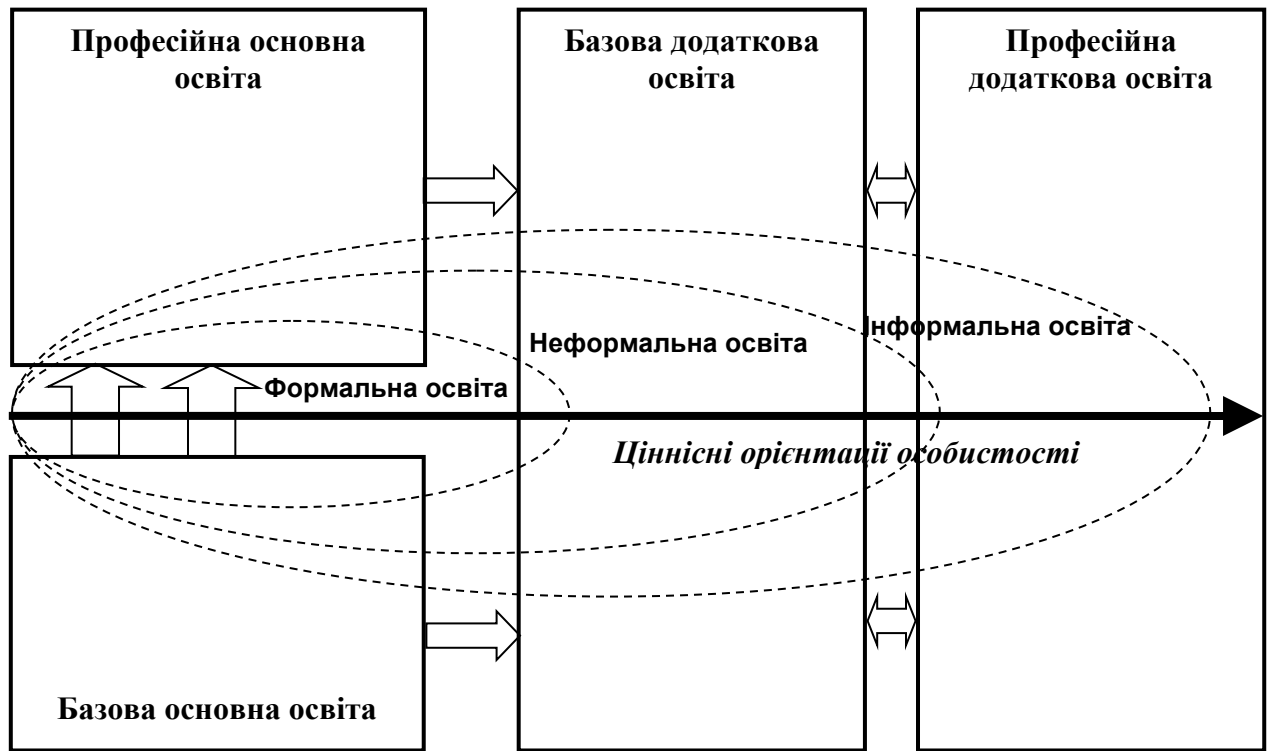 Професійна основна
освіта
Базова додаткова
освіта
Професійна
додаткова освіта
Інформальна освіта
Неформальна освіта
Формальна освіта
Ціннісні орієнтації особистості
Базова основна освіта